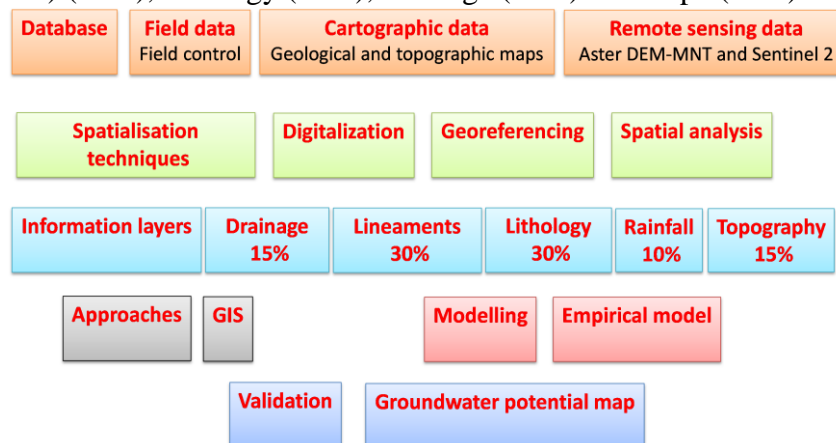 Database
Field data
Field control
Cartographic data
Geological and topographic maps
Remote sensing data
Aster DEM-MNT and Sentinel 2
Spatialisation
techniques
Digitalization
Georeferencing
Spatial analysis
Information layers
Drainage
15%
Lineaments
30%
Lithology
30%
Rainfall
10%
Topography
15%
Approaches
GIS
Modelling
Empirical model
Validation
Groundwater potential map